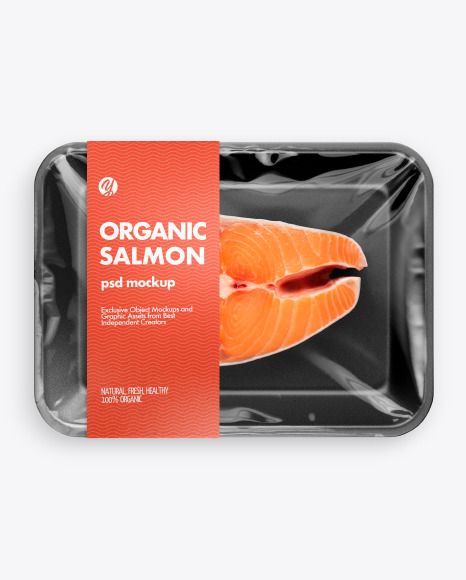 ORGANIC
SALMON
psd mockup
Exclusive Object Mockups and
Graphic Assets from Best
Independent Creators
NATURAL, FRESH, HEALTHY
100% ORGANIC